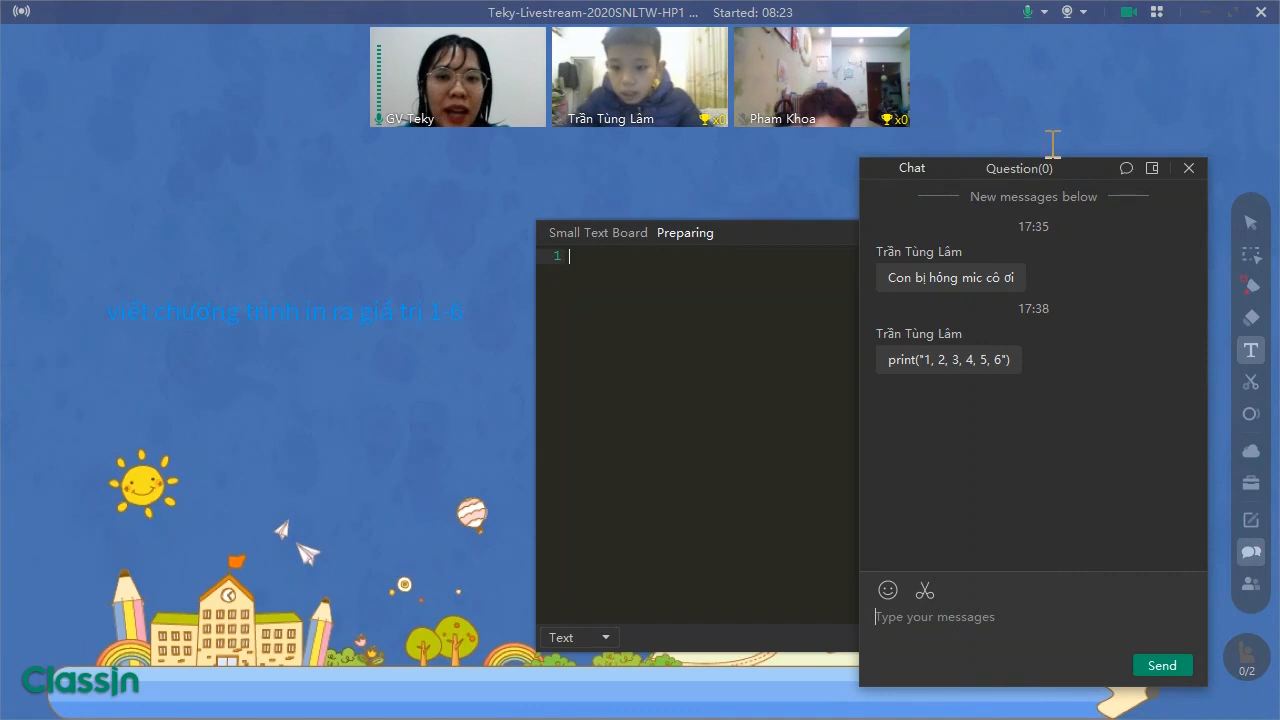 Teky-Livestream-2020SNLTW-HP1 ... Started: 08:23
GV Teky
Trần Tùng Lâm x0
Pham Khoa x0
Chat Question(0)
New messages below
17:35
Trần Tùng Lâm
Con bị hỏng mic cô ơi
17:38
Trần Tùng Lâm
print("1, 2, 3, 4, 5, 6")
Small Text Board Preparing
1
viết chương trình in ra giá trị 1-6
Text
Type your messages
Send
T
0/2
ClassIn